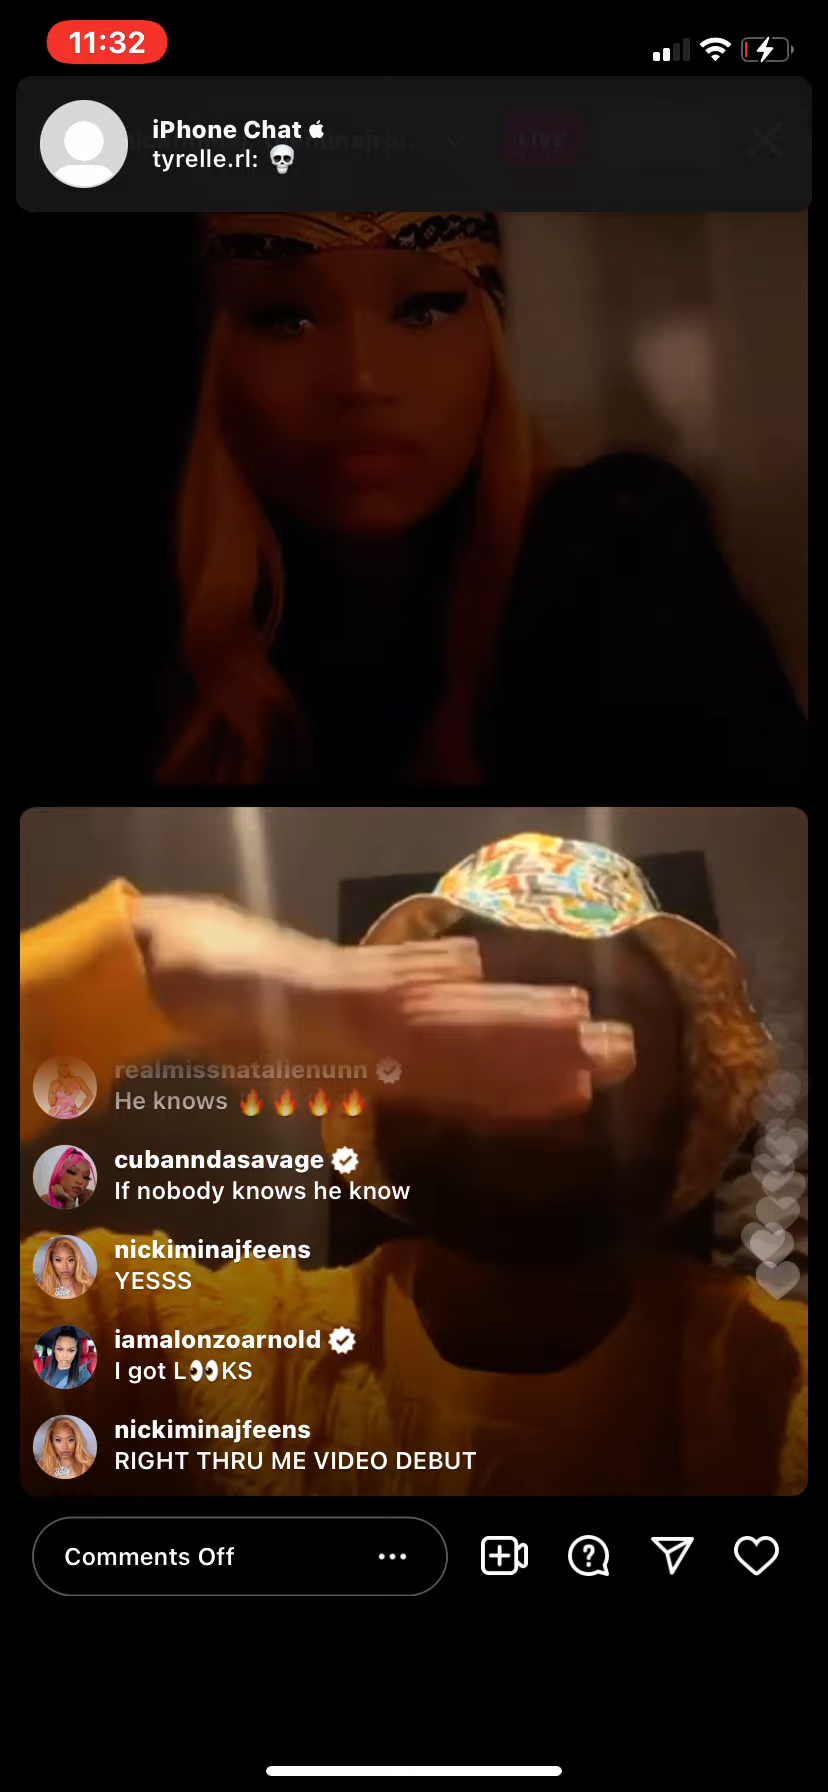 11:32
iPhone Chat 
tyrelle.rl: 💀
LIVE
realmissnatalienunn
He knows 🔥 🔥 🔥 🔥
cubanndasavage
If nobody knows he know
nickiminajfeens
YESSS
iamalonzoarnold
I got L👀KS
nickiminajfeens
RIGHT THRU ME VIDEO DEBUT
Comments Off